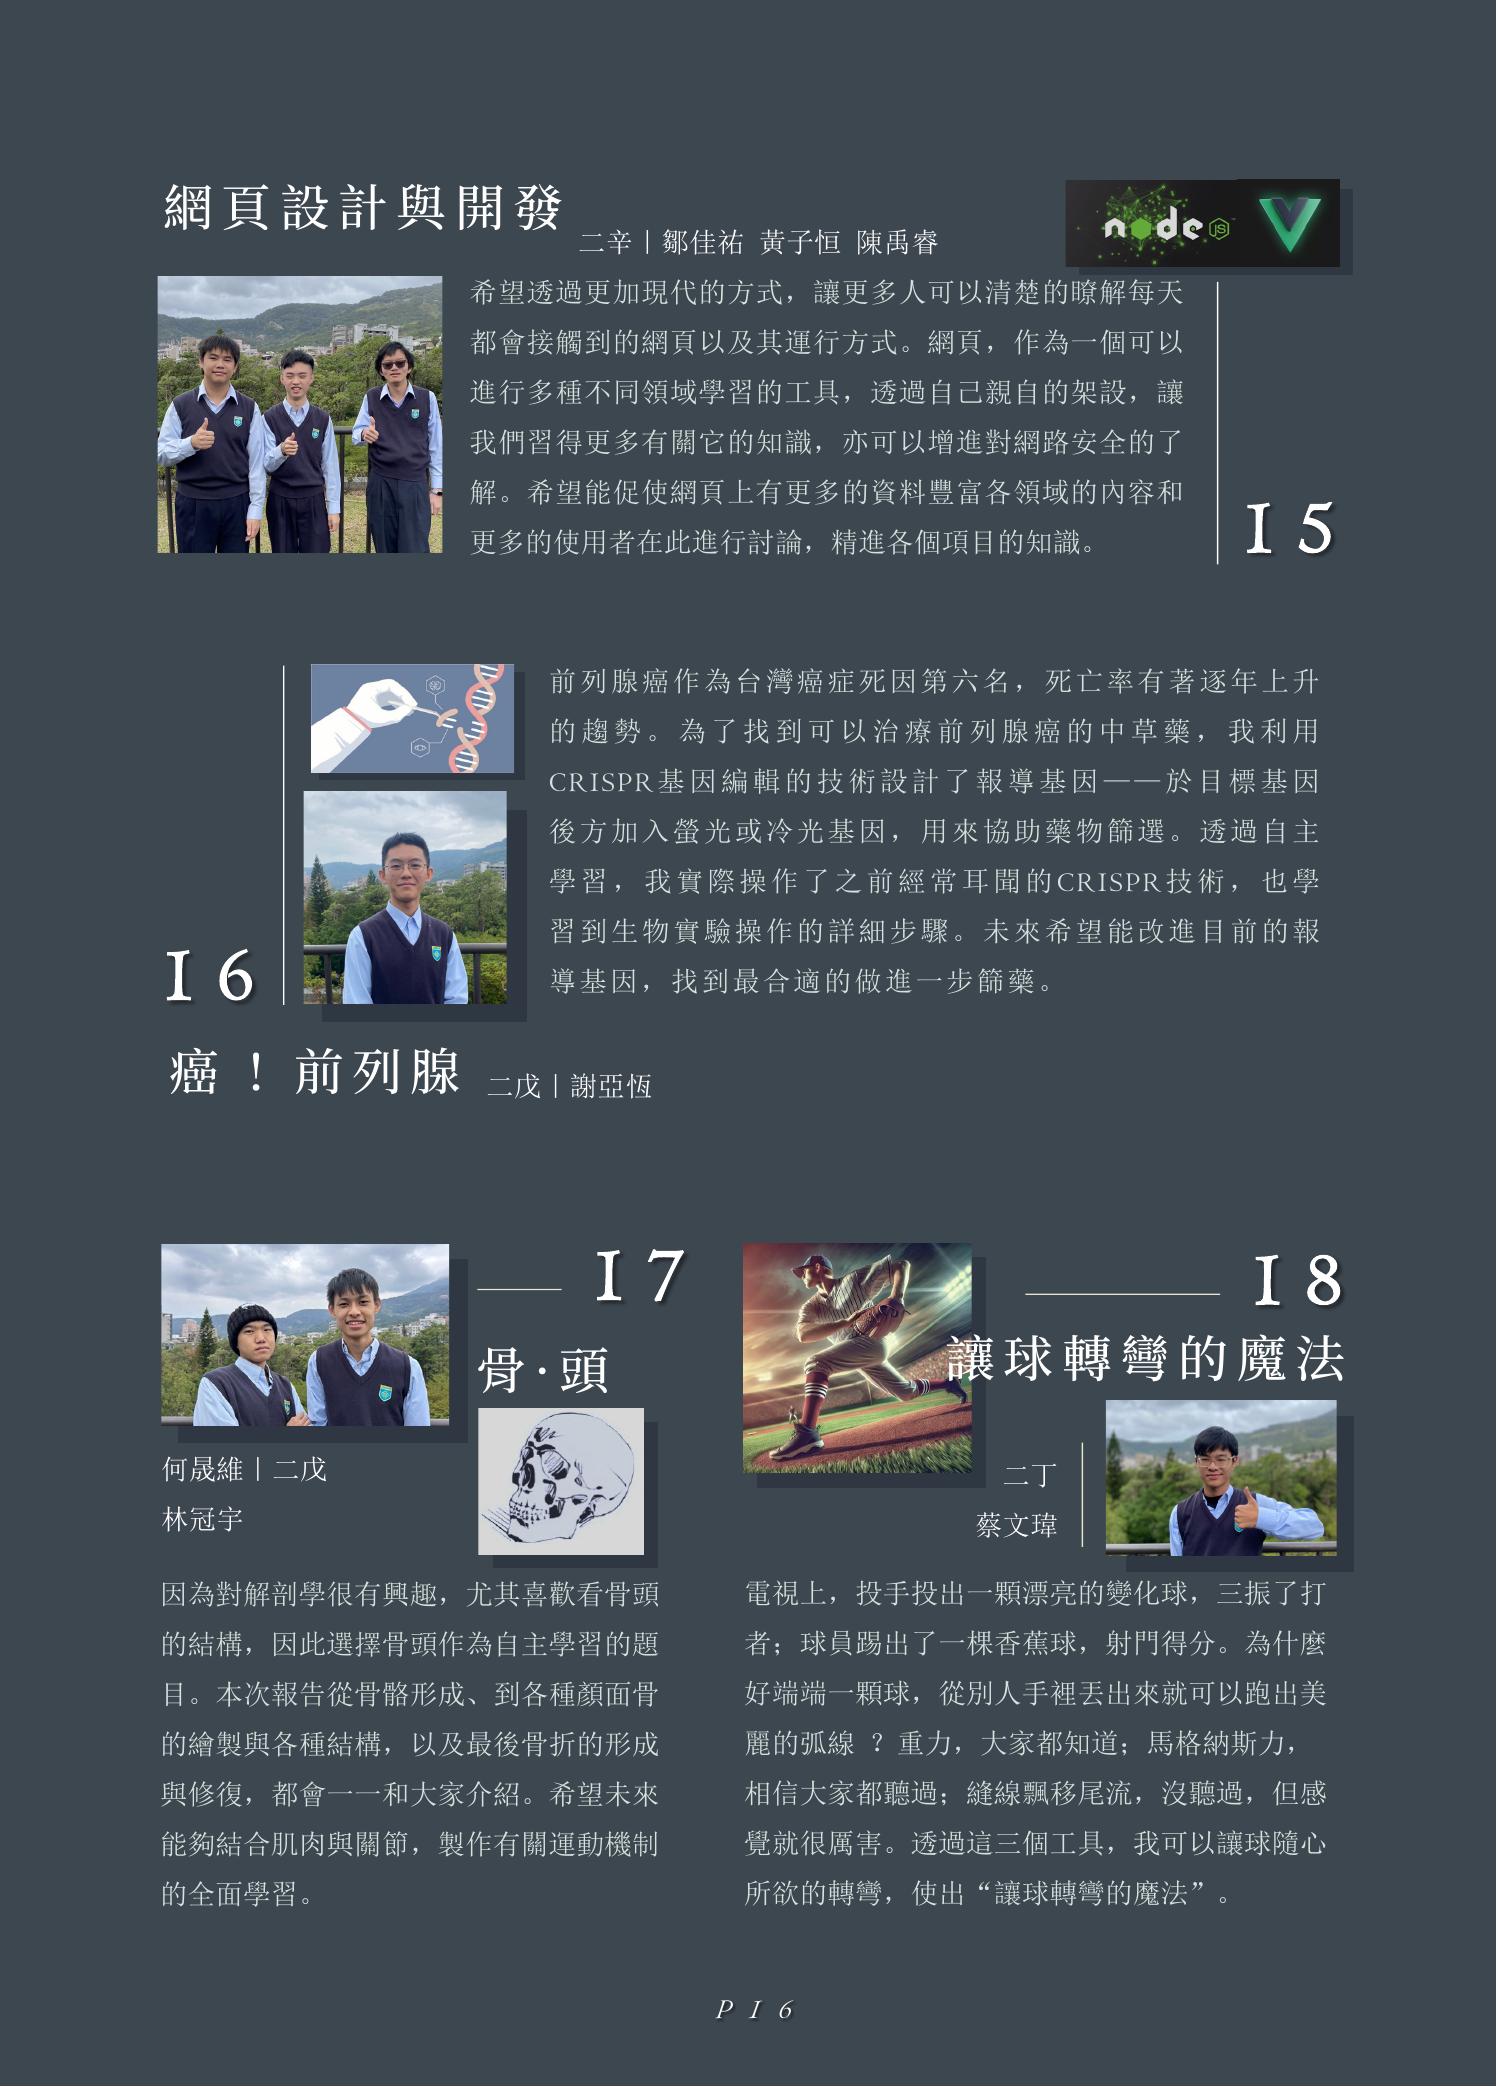 網頁設計與開發
二辛|鄒佳祐 黃子恒 陳禹睿
node JS
希望透過更加現代的方式，讓更多人可以清楚的瞭解每天
都會接觸到的網頁以及其運行方式。網頁，作為一個可以
進行多種不同領域學習的工具，透過自己親自的架設，讓
我們習得更多有關它的知識，亦可以增進對網路安全的了
解。希望能促使網頁上有更多的資料豐富各領域的內容和
更多的使用者在此進行討論，精進各個項目的知識。
15
前列腺癌作為台灣癌症死因第六名，死亡率有著逐年上升
的趨勢。為了找到可以治療前列腺癌的中草藥，我利用
CRISPR基因編輯的技術設計了報導基因——於目標基因
後方加入螢光或冷光基因，用來協助藥物篩選。透過自主
學習，我實際操作了之前經常耳聞的CRISPR技術，也學
習到生物實驗操作的詳細步驟。未來希望能改進目前的報
導基因，找到最合適的做進一步篩藥。
16
癌！前列腺
二戊|謝亞恆
17
骨·頭
何晟維|二戊
林冠宇
因為對解剖學很有興趣，尤其喜歡看骨頭
的結構，因此選擇骨頭作為自主學習的題
目。本次報告從骨骼形成、到各種顏面骨
的繪製與各種結構，以及最後骨折的形成
與修復，都會一一和大家介紹。希望未來
能夠結合肌肉與關節，製作有關運動機制
的全面學習。
18
讓球轉彎的魔法
二丁
蔡文瑋
電視上，投手投出一顆漂亮的變化球，三振了打
者；球員踢出了一棵香蕉球，射門得分。為什麼
好端端一顆球，從別人手裡丟出來就可以跑出美
麗的弧線 ？重力，大家都知道；馬格納斯力，
相信大家都聽過；縫線飄移尾流，沒聽過，但感
覺就很厲害。透過這三個工具，我可以讓球隨心
所欲的轉彎，使出“讓球轉彎的魔法”。
P16